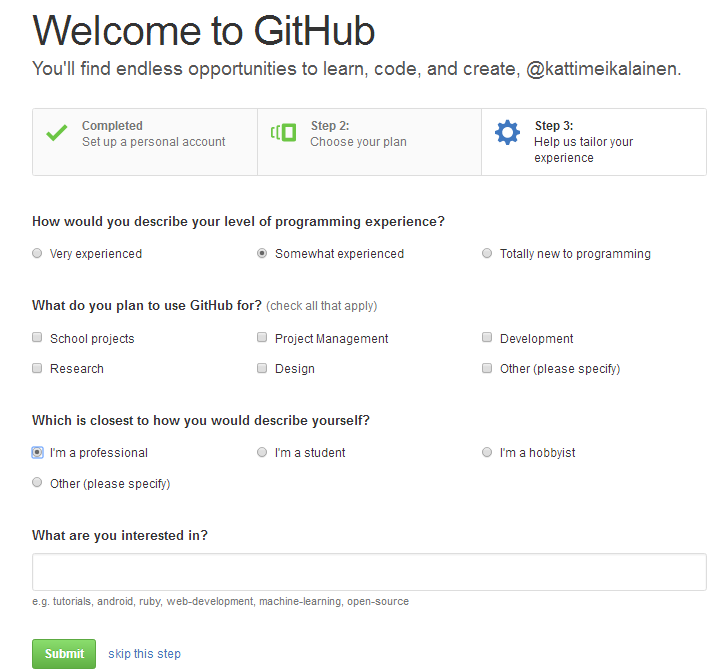 Welcome to GitHub
You'll find endless opportunities to learn, code, and create, @kattimeikalainen.
Completed
Set up a personal account
Step 2:
Choose your plan
Step 3:
Help us tailor your
experience
How would you describe your level of programming experience?
Very experienced
Somewhat experienced
Totally new to programming
What do you plan to use GitHub for? (check all that apply)
School projects
Project Management
Development
Research
Design
Other (please specify)
Which is closest to how you would describe yourself?
I'm a professional
I'm a student
I'm a hobbyist
Other (please specify)
What are you interested in?
e.g. tutorials, android, ruby, web-development, machine-learning, open-source
Submit
skip this step